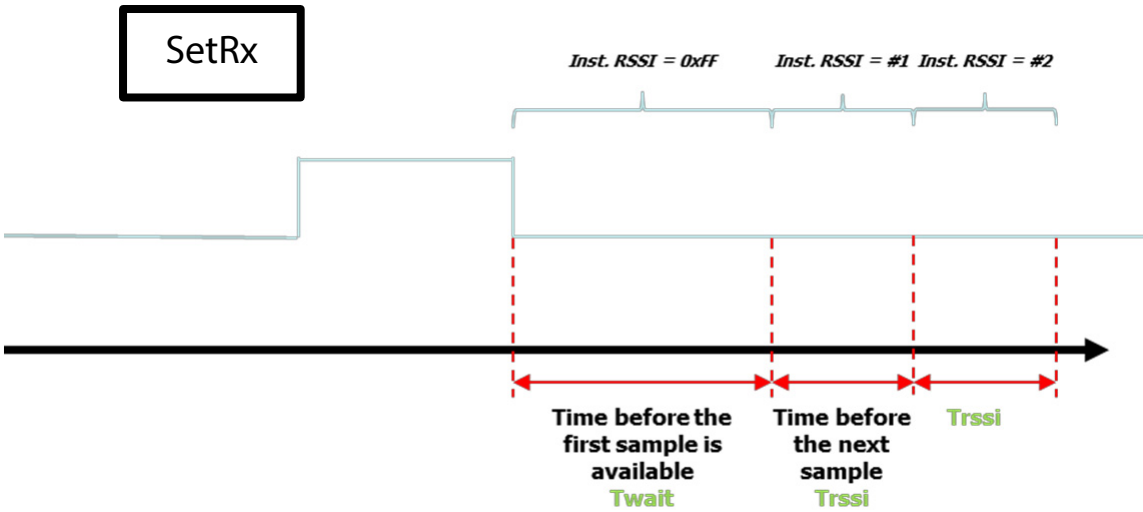 SetRx
Inst. RSSI = 0xFF
Inst. RSSI = #1
Inst. RSSI = #2
Time before the
first sample is
available
Twait
Time before
the next
sample
Trssi
Trssi